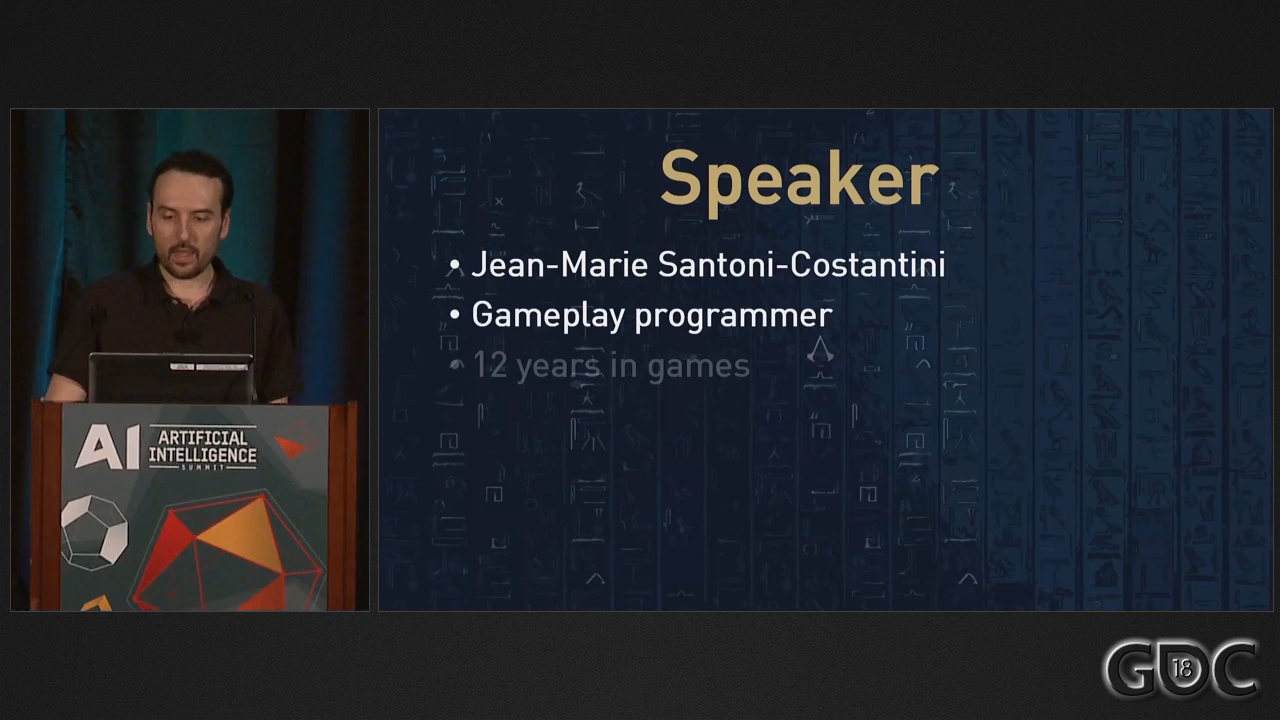 Speaker
• Jean-Marie Santoni-Costantini
• Gameplay programmer
• 12 years in games
AI ARTIFICIAL
INTELLIGENCE
SUMMIT
GDC
18